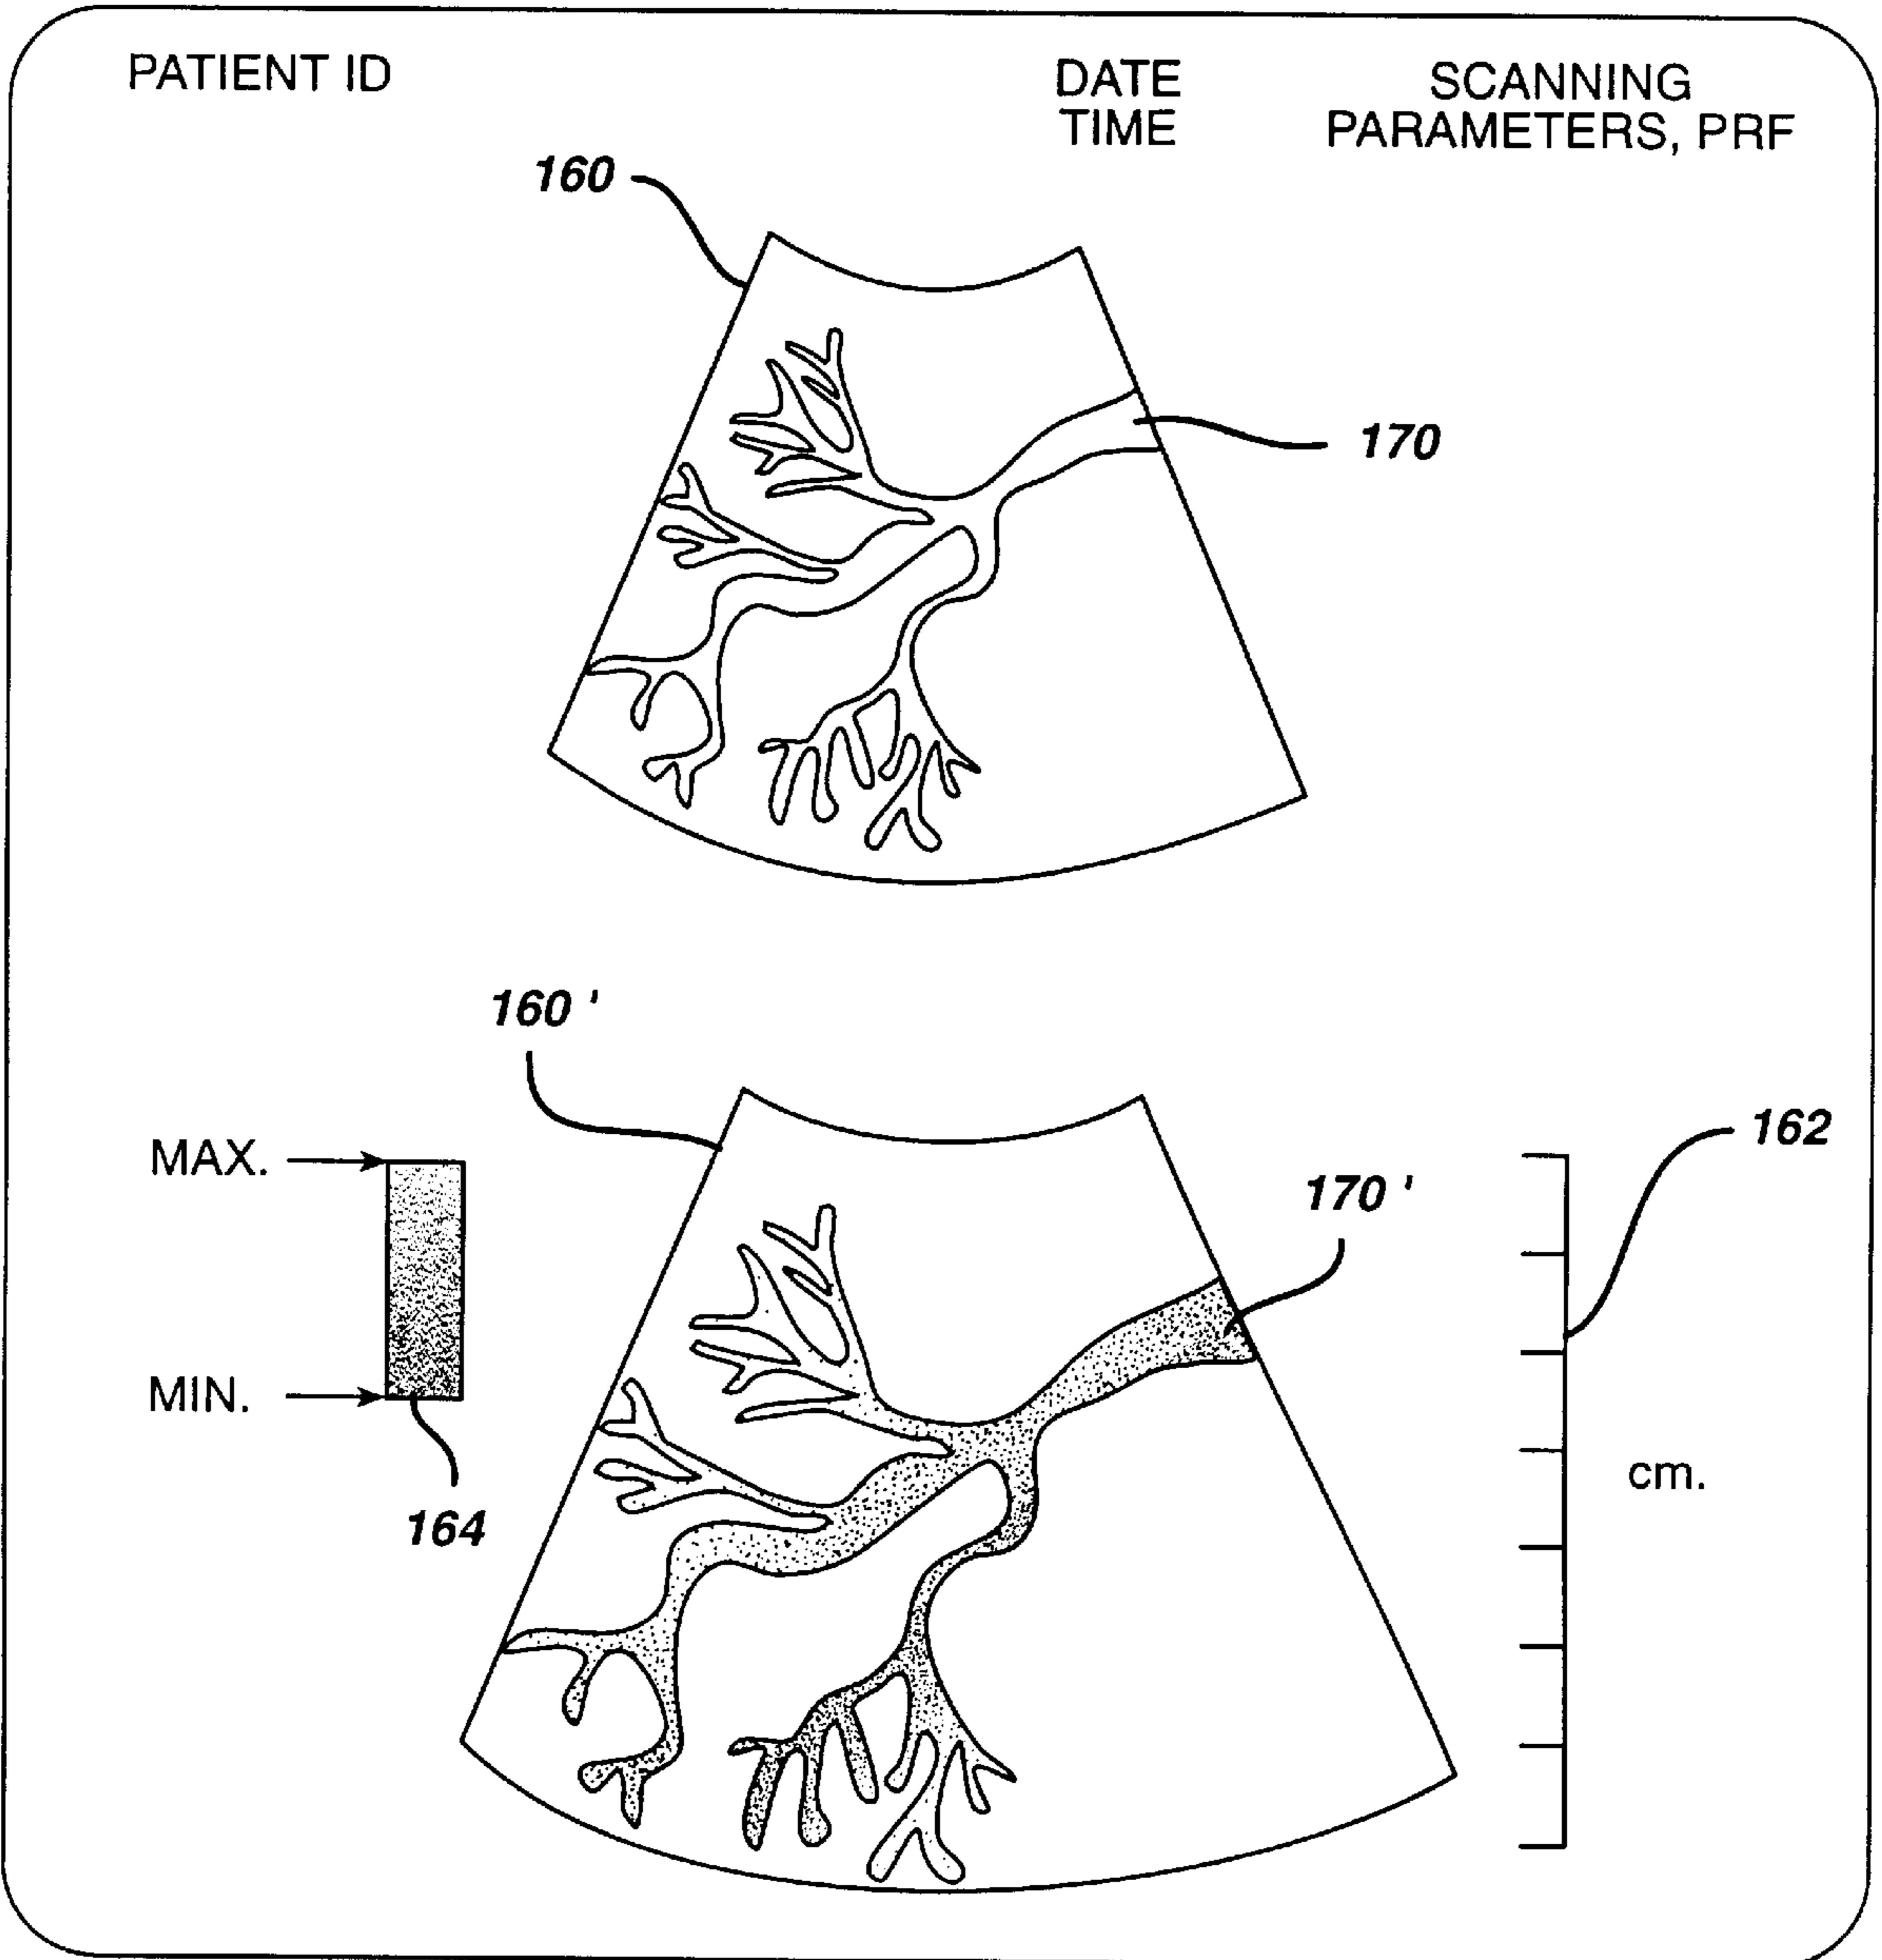 PATIENT ID
DATE
TIME
SCANNING
PARAMETERS, PRF
160
170
160 '
MAX.
162
170 '
MIN.
cm.
164